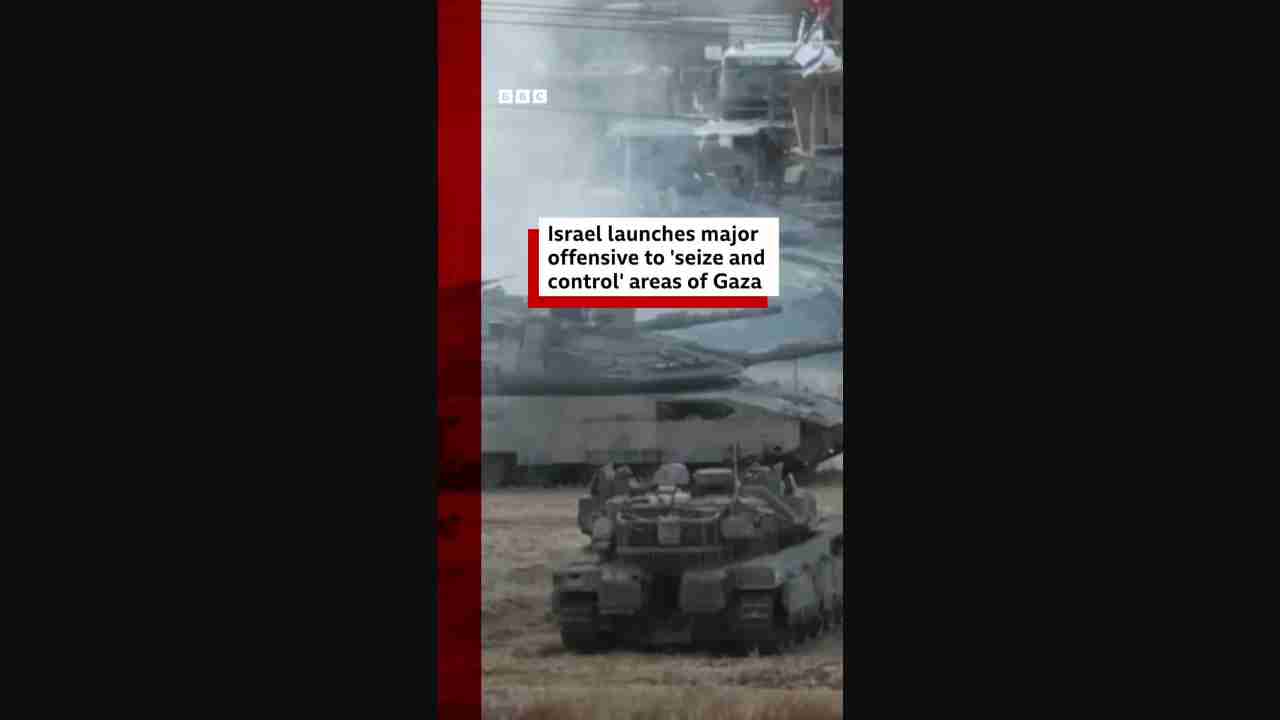 BBC
Israel launches major
offensive to 'seize and
control' areas of Gaza